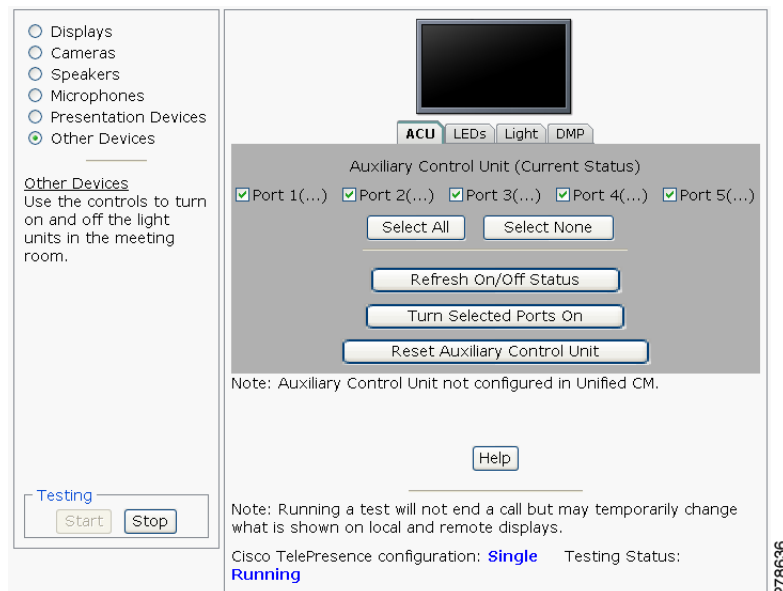 Displays
Cameras
Speakers
Microphones
Presentation Devices
Other Devices
Other Devices
Use the controls to turn
on and off the light
units in the meeting
room.
Testing
Start Stop
ACU LEDs Light DMP
Auxiliary Control Unit (Current Status)
Port 1(...) Port 2(...) Port 3(...) Port 4(...) Port 5(...)
Select All Select None
Refresh On/Off Status
Turn Selected Ports On
Reset Auxiliary Control Unit
Note: Auxiliary Control Unit not configured in Unified CM.
Help
Note: Running a test will not end a call but may temporarily change
what is shown on local and remote displays.
Cisco TelePresence configuration: Single Testing Status:
Running
278636